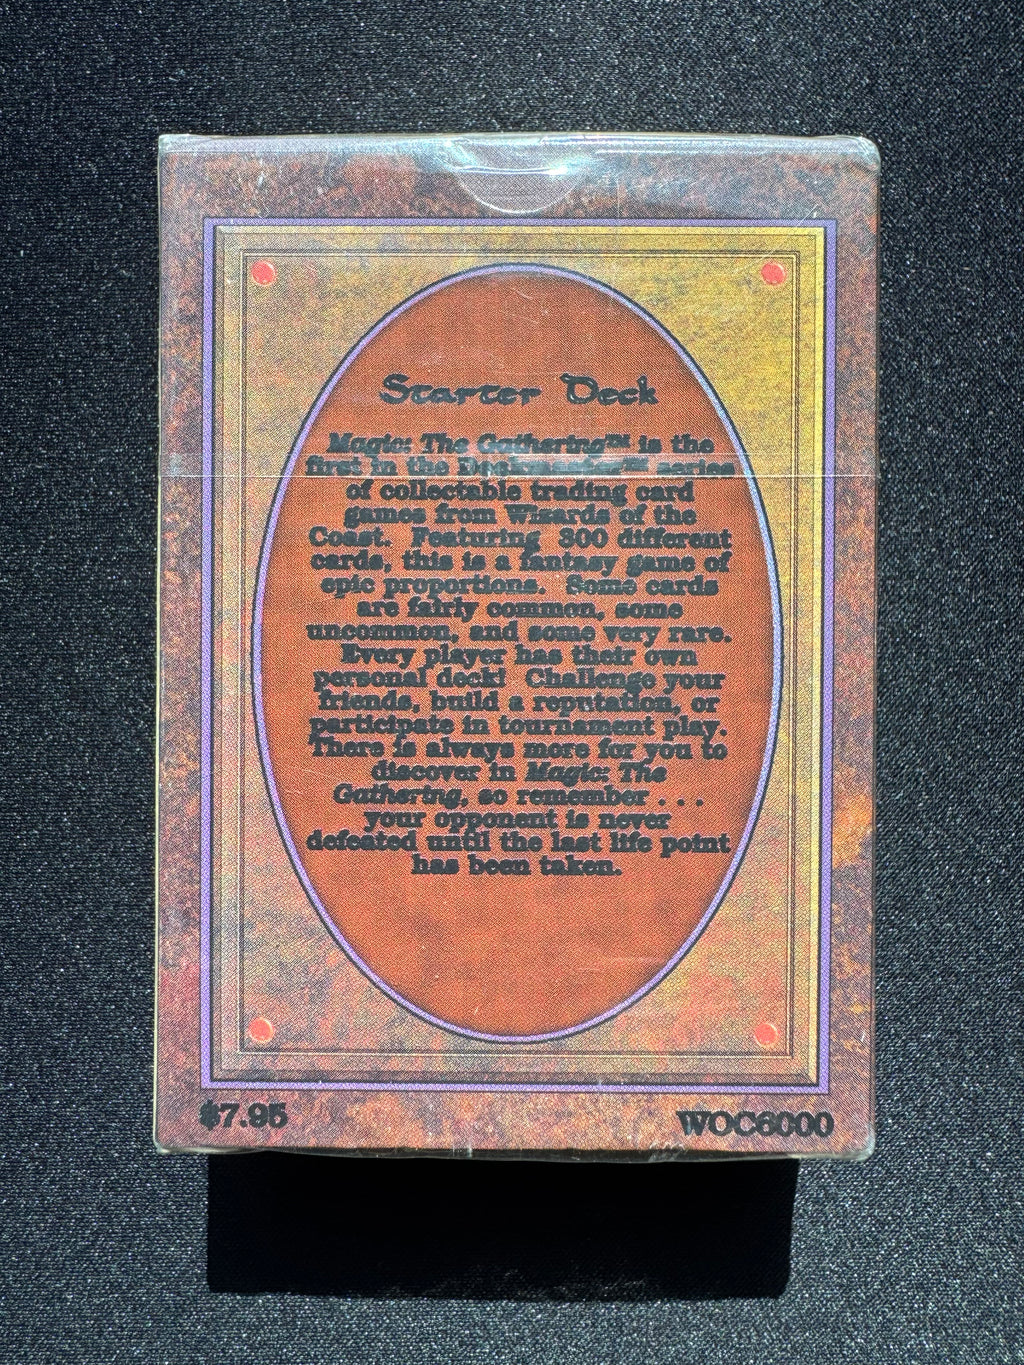 Starter Deck
Magic: The Gathering™ is the
first in the Deckmaster™ series
of collectable trading card
games from Wizards of the
Coast. Featuring 300 different
cards, this is a fantasy game of
epic proportions. Some cards
are fairly common, some
uncommon, and some very rare.
Every player has their own
personal deck! Challenge your
friends, build a reputation, or
participate in tournament play.
There is always more for you to
discover in Magic: The
Gathering, so remember . . .
your opponent is never
defeated until the last life point
has been taken.
$7.95
WOC6000